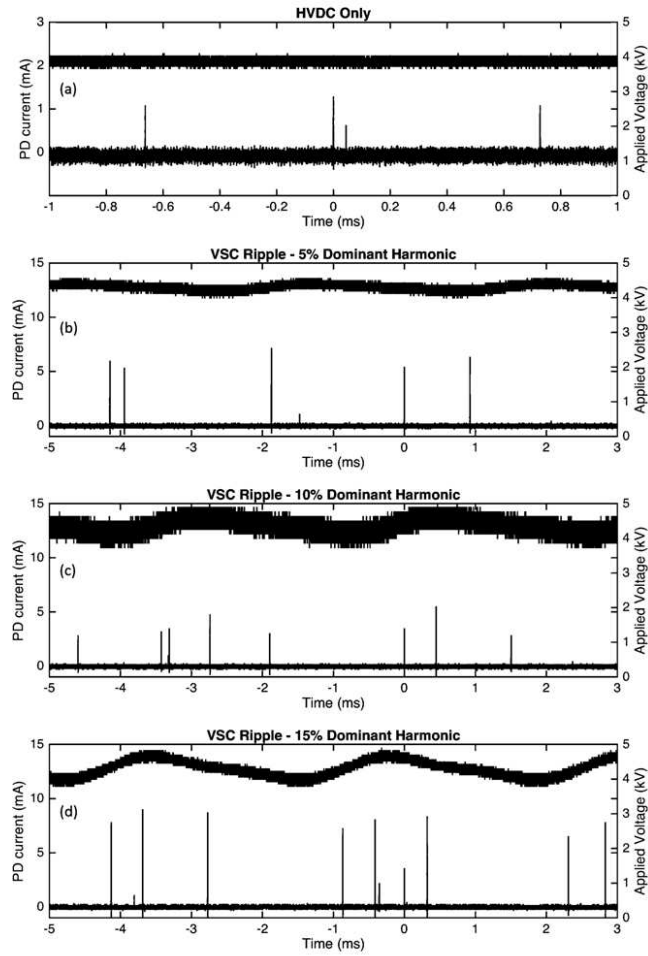 HVDC Only
3 5
4
2
3
1
2
0 1
0
PD current (mA)
Applied Voltage (kV)
(a)
-1 -0.8 -0.6 -0.4 -0.2 0 0.2 0.4 0.6 0.8 1
Time (ms)
VSC Ripple - 5% Dominant Harmonic
15 5
4
10
3
5 2
1
0
0
PD current (mA)
Applied Voltage (kV)
(b)
-5 -4 -3 -2 -1 0 1 2 3
Time (ms)
VSC Ripple - 10% Dominant Harmonic
15 5
4
10
3
5 2
1
0
0
PD current (mA)
Applied Voltage (kV)
(c)
-5 -4 -3 -2 -1 0 1 2 3
Time (ms)
VSC Ripple - 15% Dominant Harmonic
15 5
4
10
3
5 2
1
0
0
PD current (mA)
Applied Voltage (kV)
(d)
-5 -4 -3 -2 -1 0 1 2 3
Time (ms)